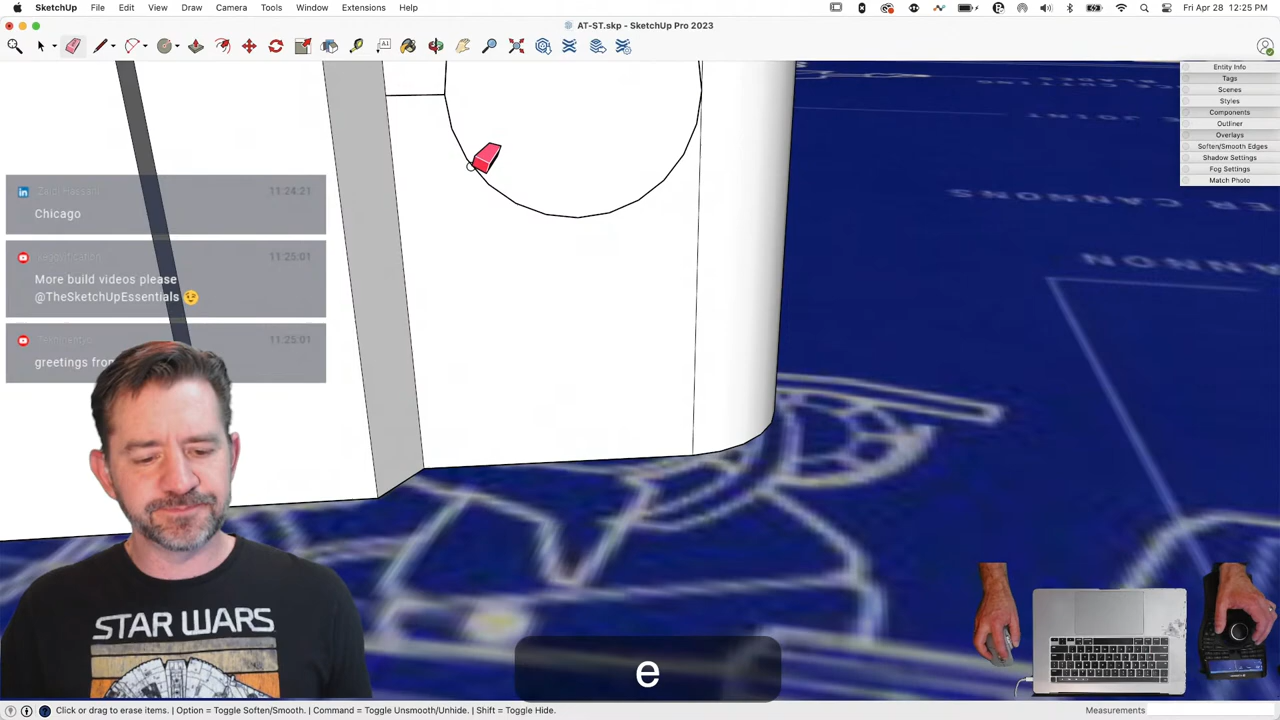 SketchUp File Edit View Draw Camera Tools Window Extensions Help Fri Apr 28 12:25 PM
AT-ST.skp - SketchUp Pro 2023
Entity Info
Tags
Scenes
Styles
Components
Outliner
Overlays
Soften/Smooth Edges
Shadow Settings
Fog Settings
Match Photo
11:24:21
Chicago
11:25:01
More build videos please
@TheSketchUpEssentials 😉
11:25:01
greetings
STAR WARS
e
Click or drag to erase items. | Option = Toggle Soften/Smooth. | Command = Toggle Unsmooth/Unhide. | Shift = Toggle Hide.
Measurements